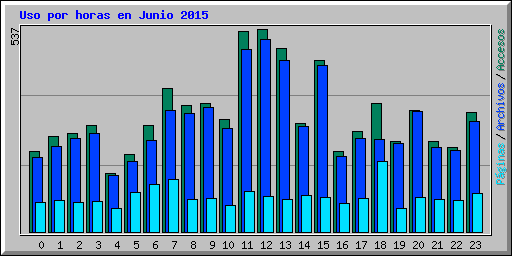 Uso por horas en Junio 2015
537
Páginas / Archivos / Accesos
0 1 2 3 4 5 6 7 8 9 10 11 12 13 14 15 16 17 18 19 20 21 22 23